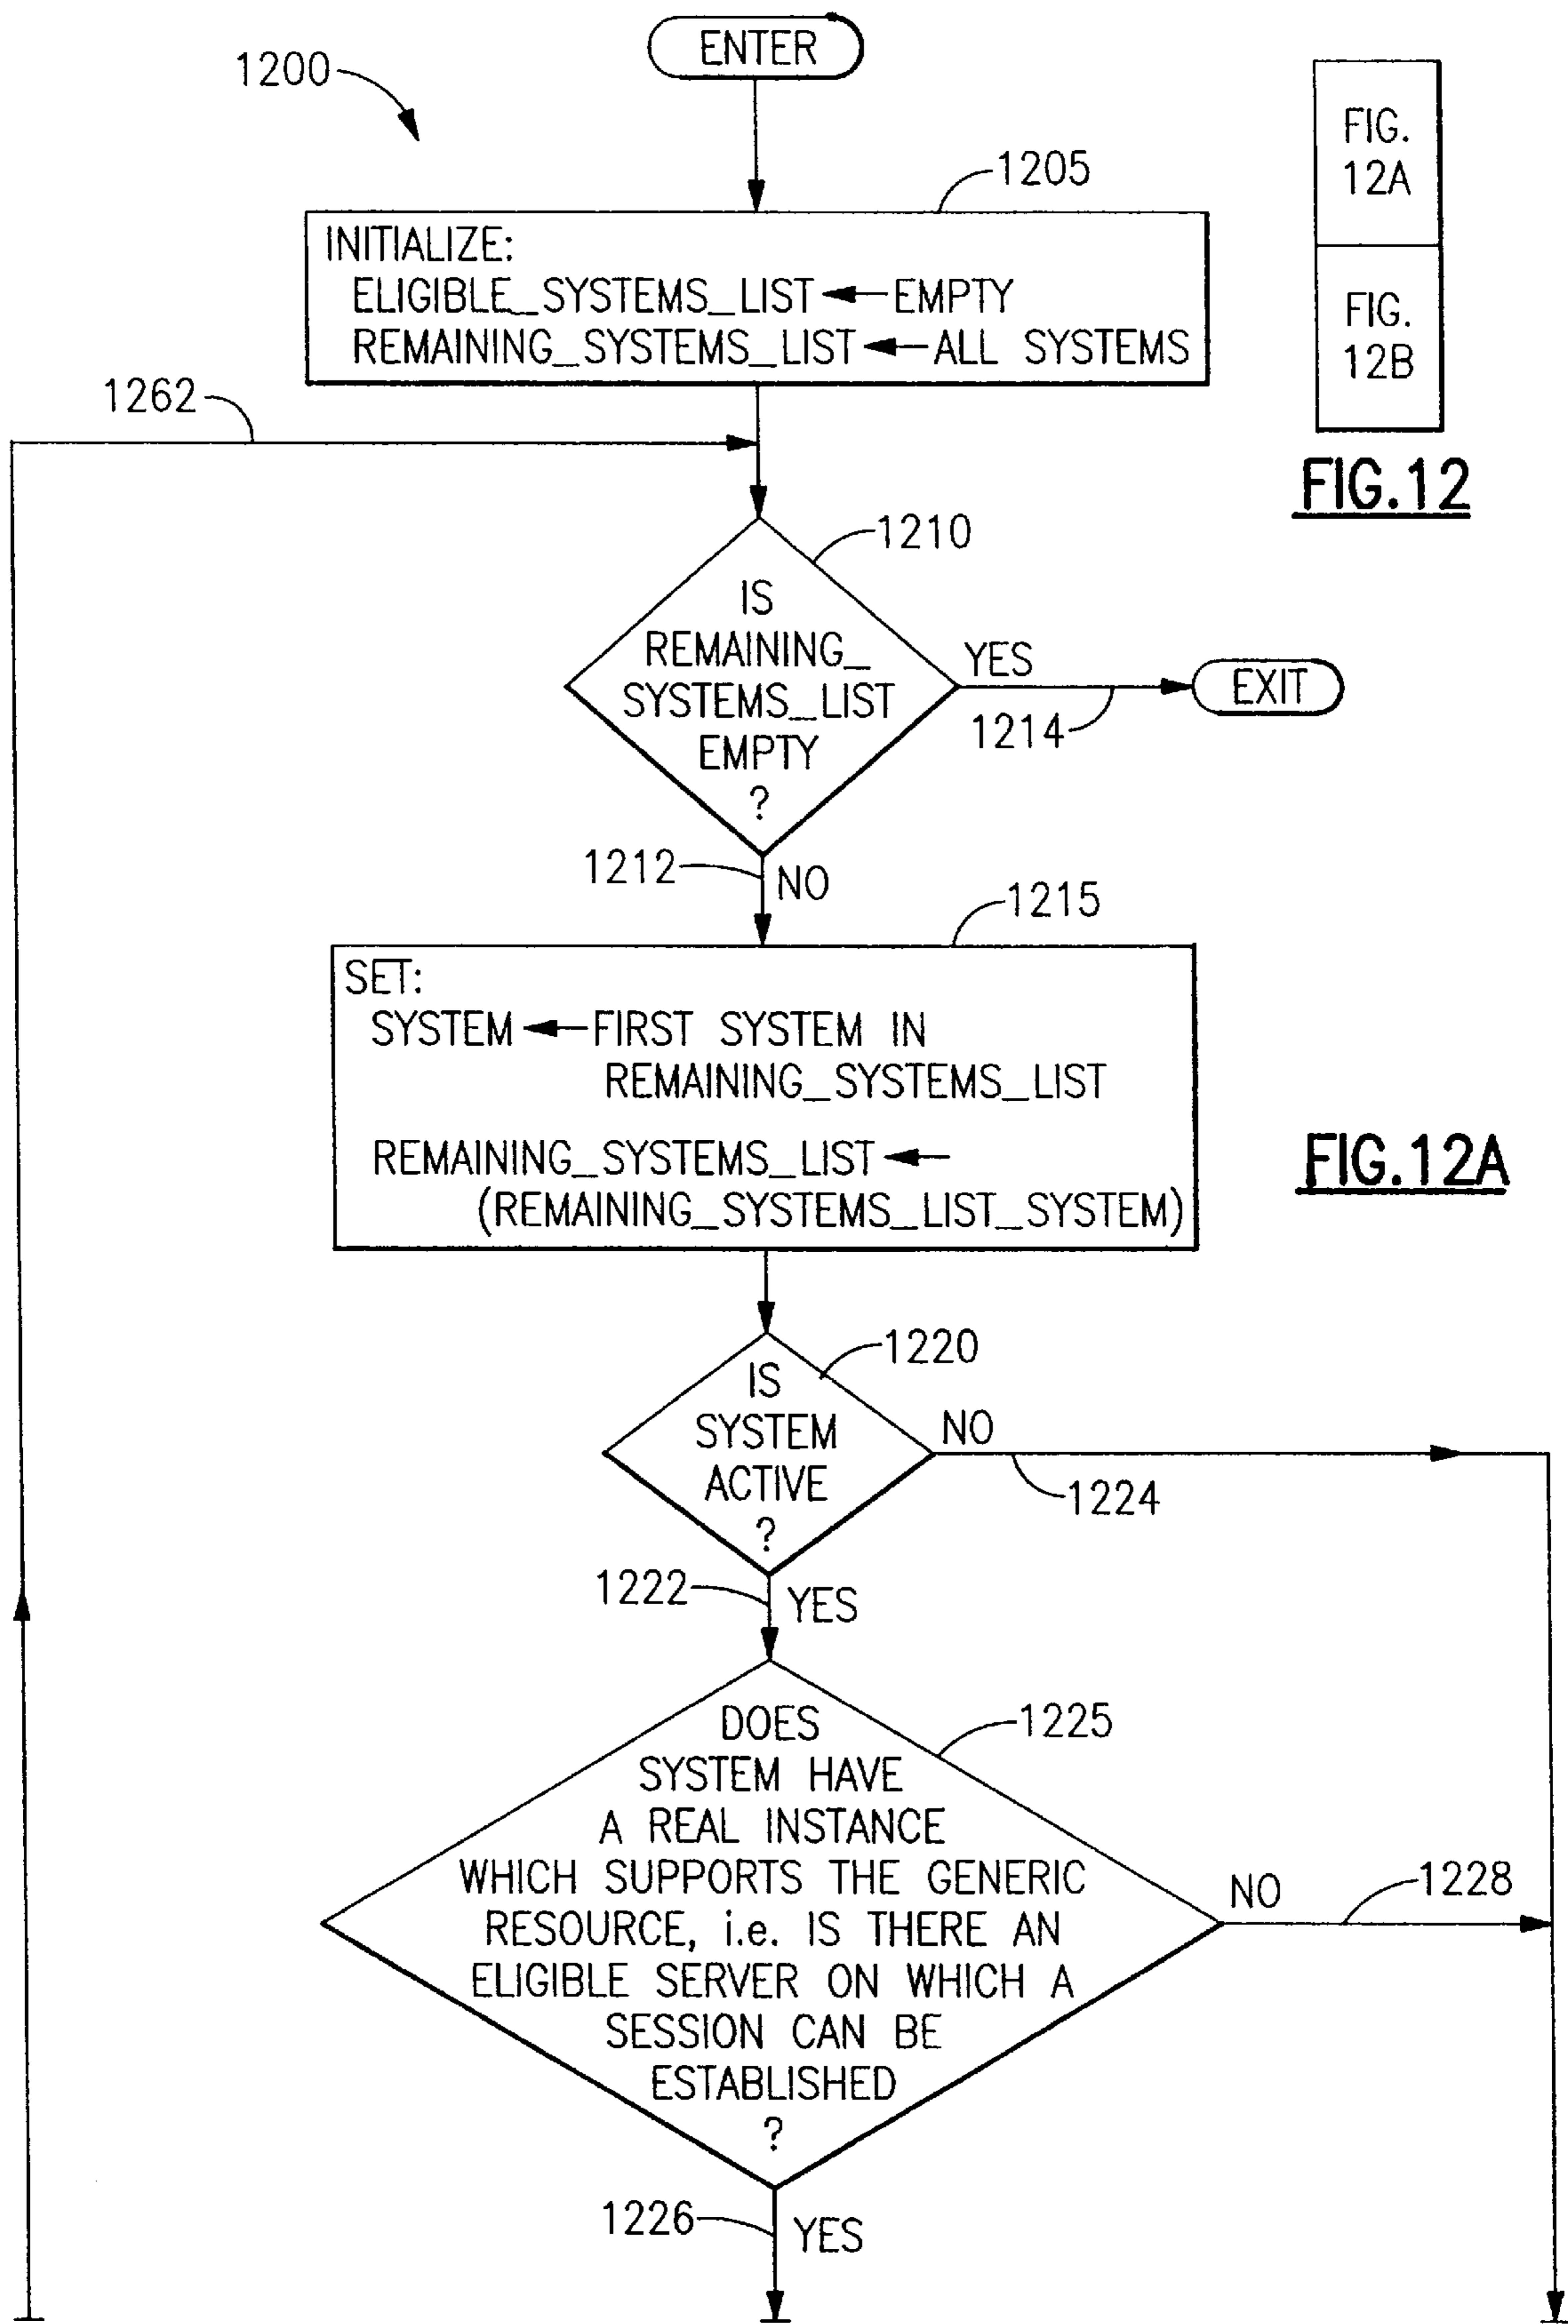 ENTER
1200
FIG.
12A
FIG.
12B
FIG.12
1205
INITIALIZE:
ELIGIBLE_SYSTEMS_LIST ← EMPTY
REMAINING_SYSTEMS_LIST ← ALL SYSTEMS
1262
1210
IS
REMAINING_
SYSTEMS_LIST
EMPTY
?
YES
1214
EXIT
1212
NO
1215
SET:
SYSTEM ← FIRST SYSTEM IN
REMAINING_SYSTEMS_LIST
REMAINING_SYSTEMS_LIST ←
(REMAINING_SYSTEMS_LIST_SYSTEM)
FIG.12A
1220
IS
SYSTEM
ACTIVE
?
NO
1224
1222
YES
1225
DOES
SYSTEM HAVE
A REAL INSTANCE
WHICH SUPPORTS THE GENERIC
RESOURCE, i.e. IS THERE AN
ELIGIBLE SERVER ON WHICH A
SESSION CAN BE
ESTABLISHED
?
NO
1228
1226
YES